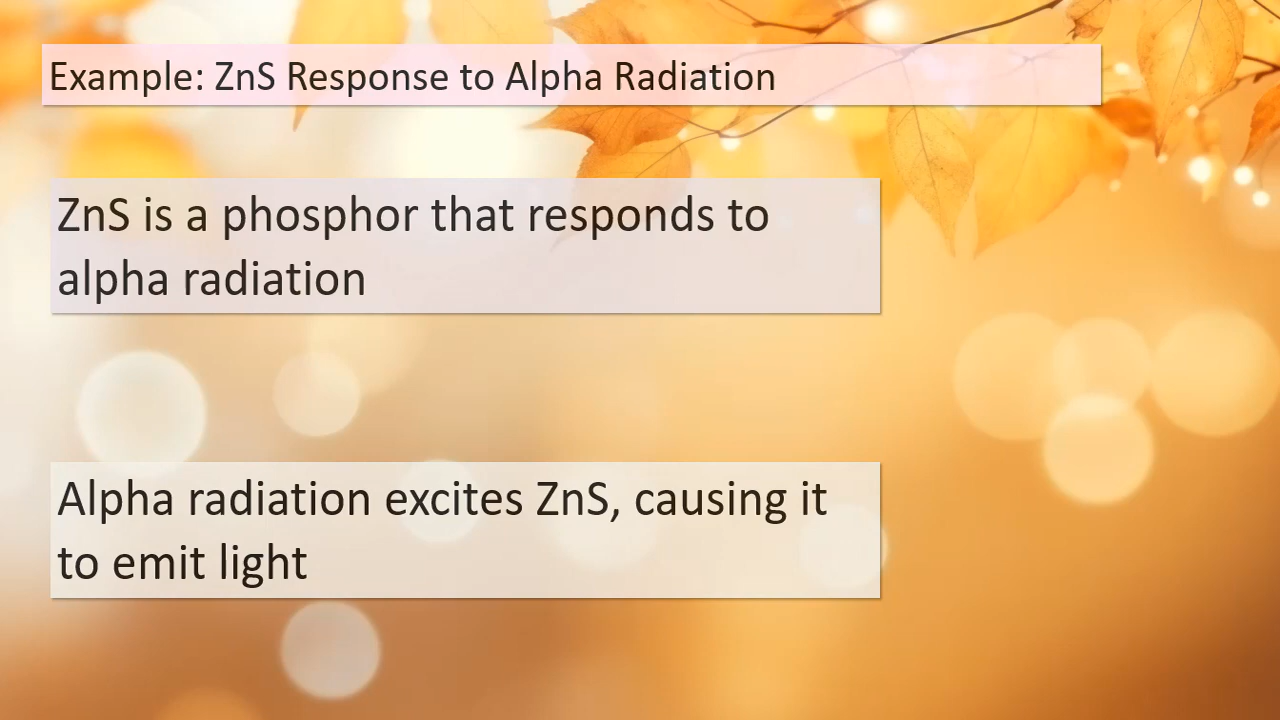 Example: ZnS Response to Alpha Radiation
ZnS is a phosphor that responds to
alpha radiation
Alpha radiation excites ZnS, causing it
to emit light